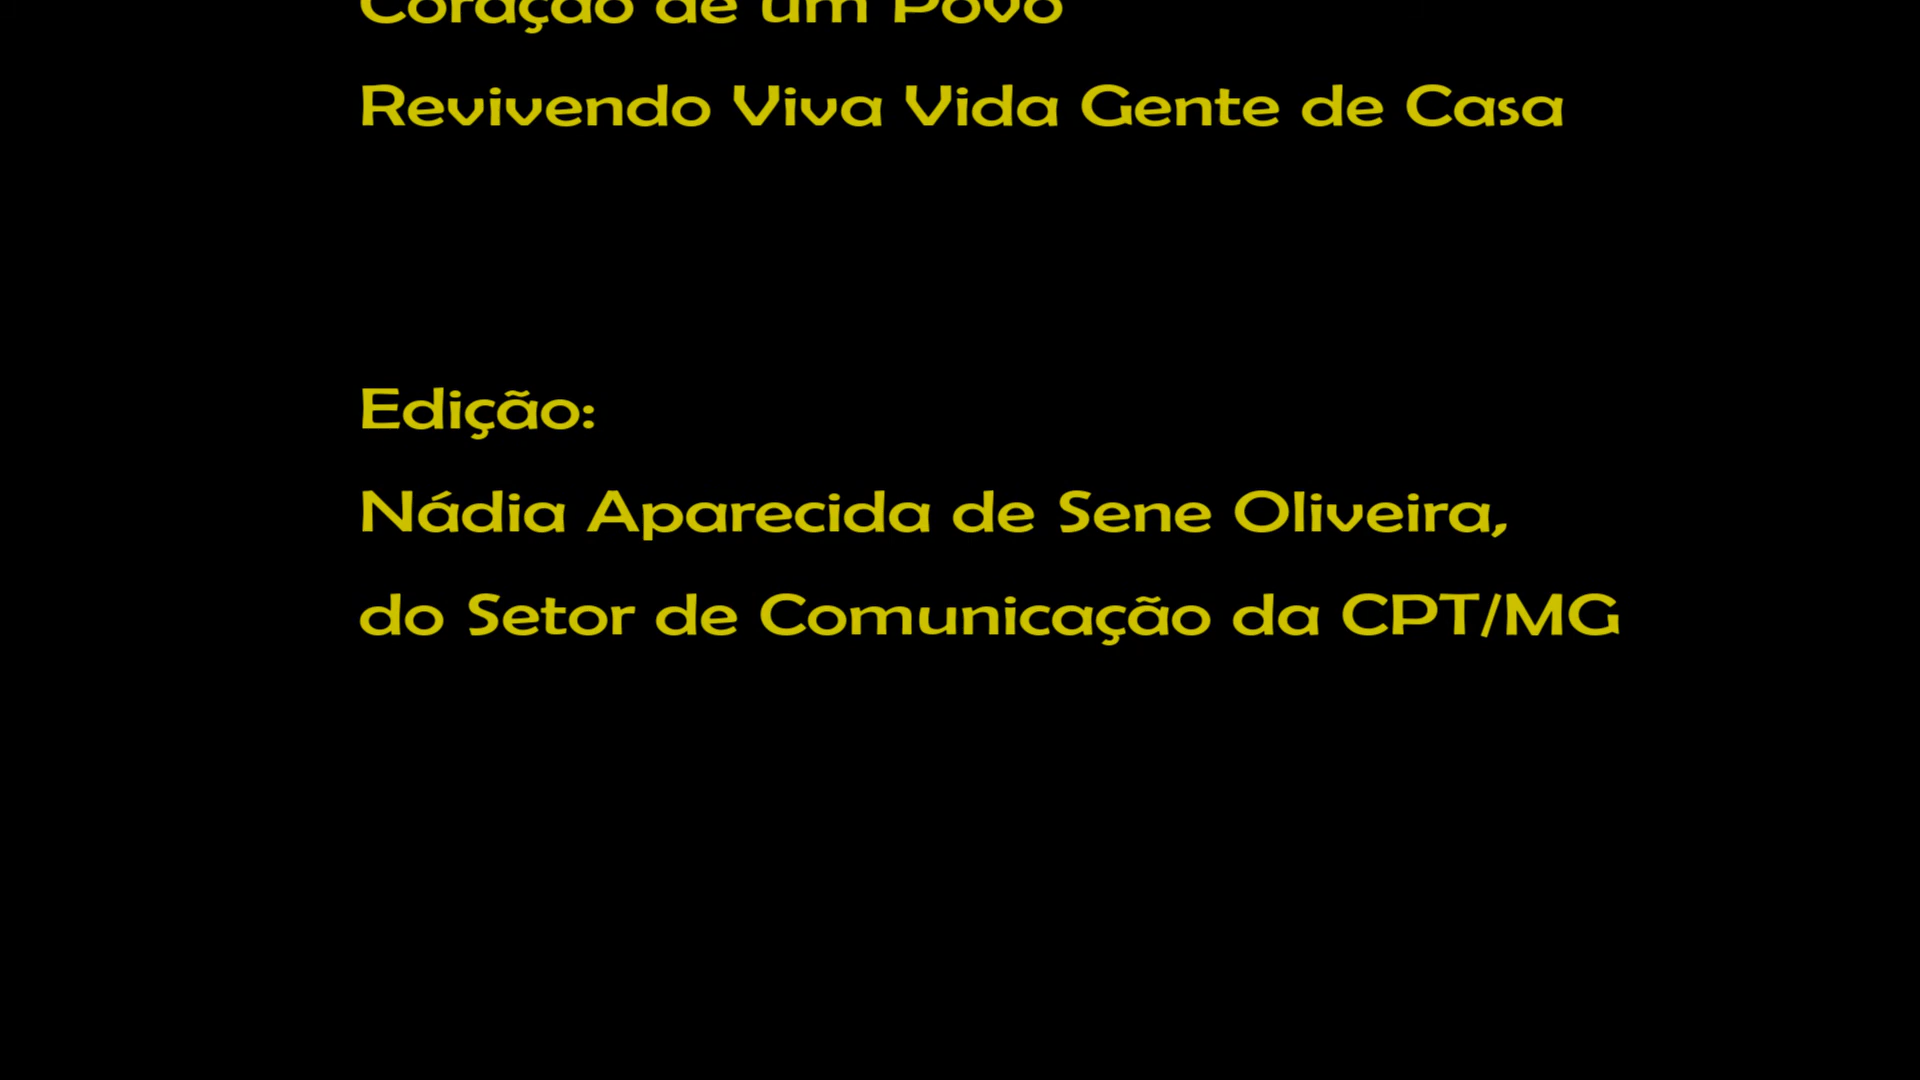 Coração de um Povo
Revivendo Viva Vida Gente de Casa
Edição:
Nádia Aparecida de Sene Oliveira,
do Setor de Comunicação da CPT/MG